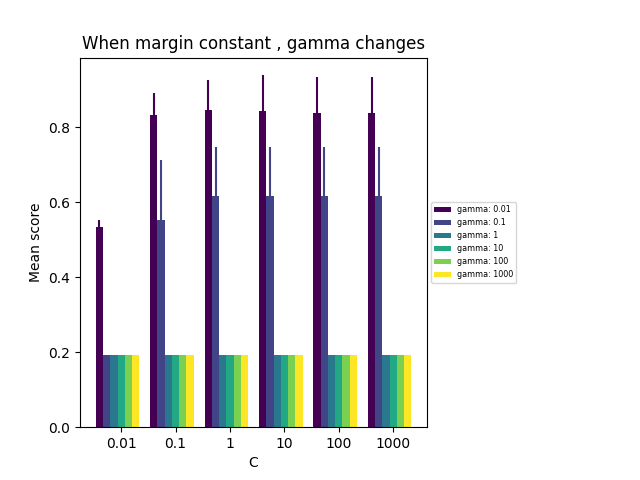 When margin constant , gamma changes
Mean score
0.8
0.6
0.4
0.2
0.0
0.01
0.1
1
10
100
1000
C
gamma: 0.01
gamma: 0.1
gamma: 1
gamma: 10
gamma: 100
gamma: 1000